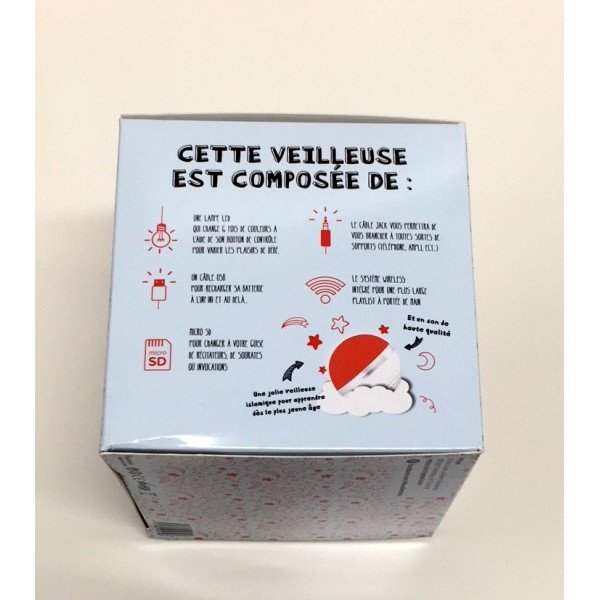 CETTE VEILLEUSE
EST COMPOSÉE DE :
UNE LAMPE LED
QUI CHANGE 6 FOIS DE COULEURS À
L'AIDE DE SON BOUTON DE CONTRÔLE
POUR VARIER LES PLAISIRS DE BÉBÉ.
LE CÂBLE JACK VOUS PERMETTRA DE
VOUS BRANCHER À TOUTES SORTES DE
SUPPORTS (TÉLÉPHONE, AMPLI, ECT.)
UN CÂBLE USB
POUR RECHARGER SA BATTERIE
À L'INFINI ET AU DELÀ..
LE SYSTÈME WIRELESS
INTÉGRÉ POUR UNE PLUS LARGE
PLAYLIST À PORTÉE DE MAIN
micro
SD
MICRO SD
POUR CHARGER À VOTRE GUISE
DE RÉCITATEURS, DE SOURATES
OU INVOCATIONS
Et un son de
haute qualité
Une jolie veilleuse
islamique pour apprendre
dès le plus jeune âge